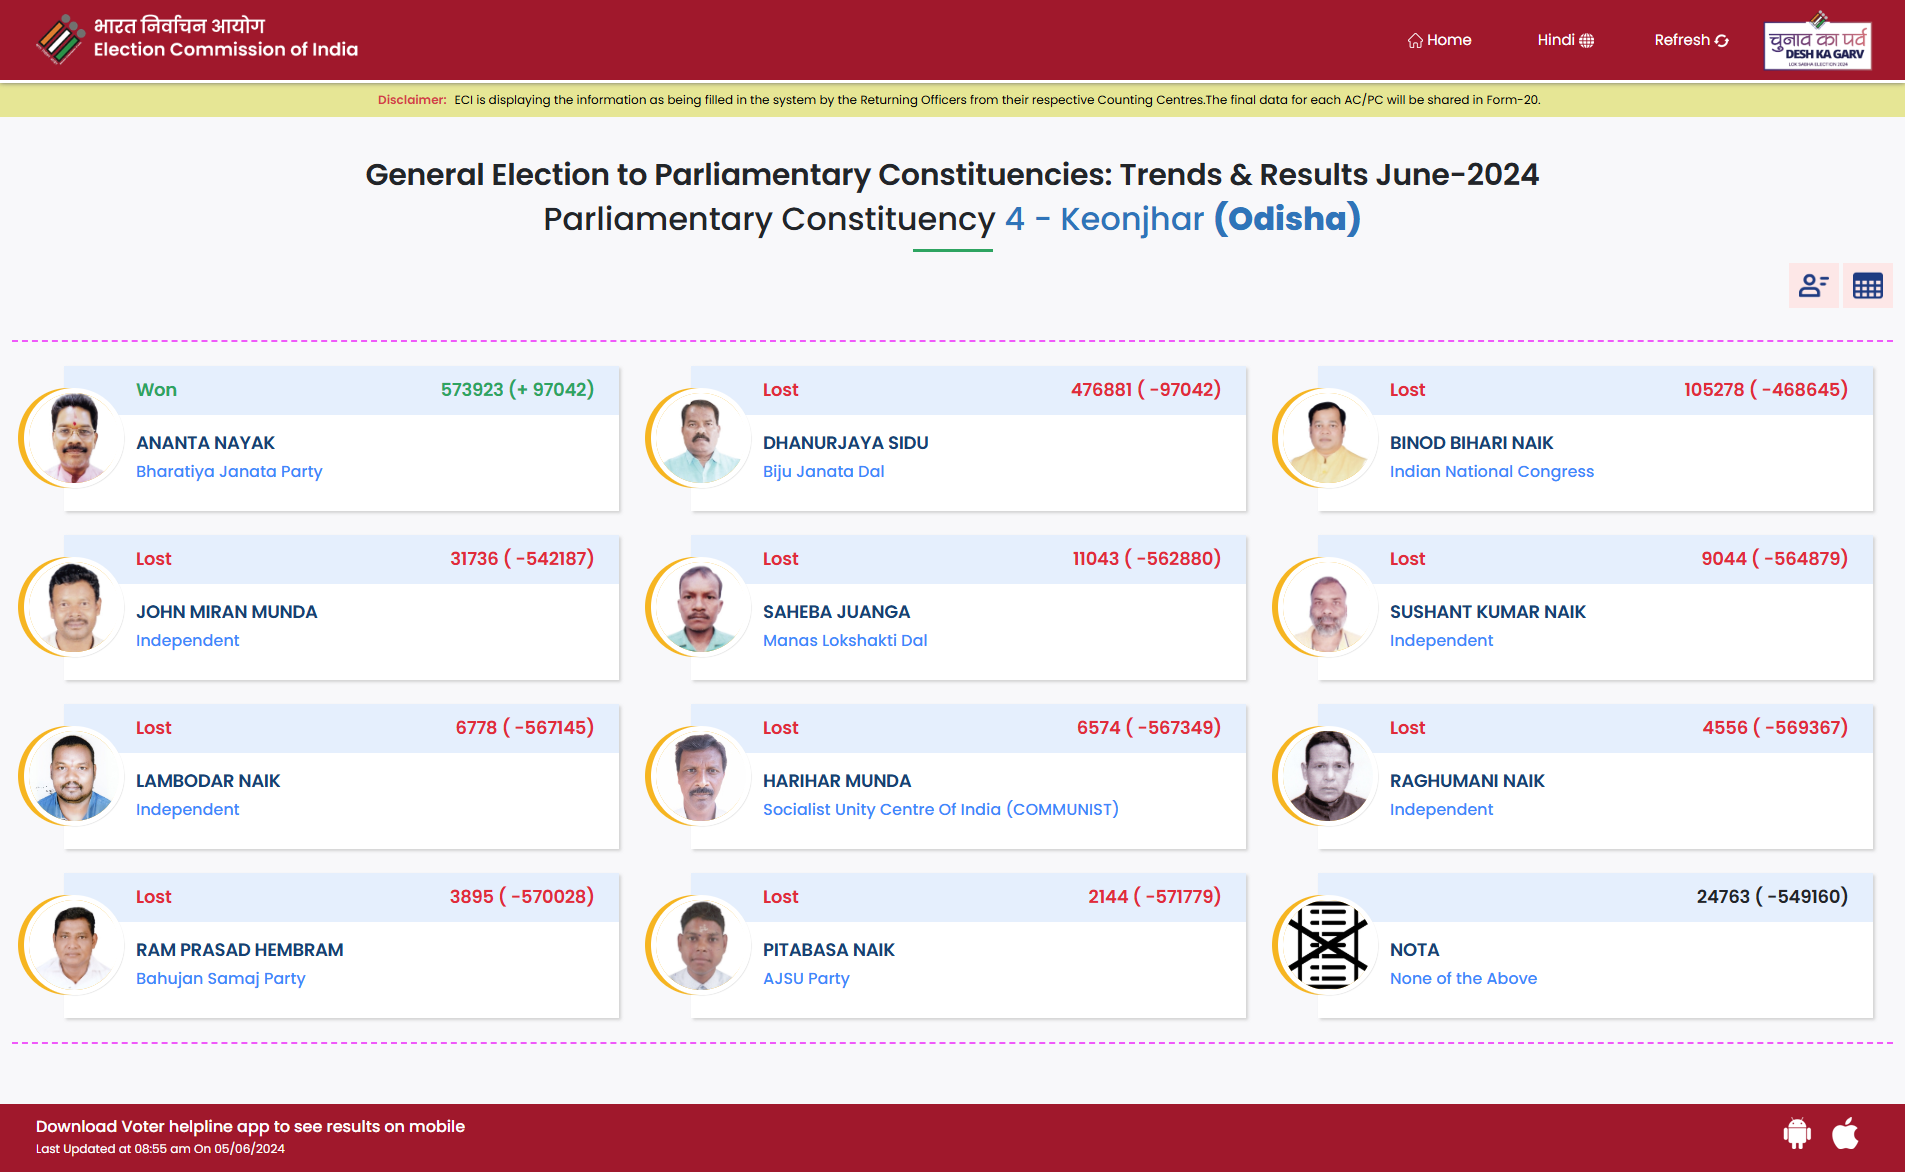 भारत निर्वाचन आयोग
Election Commission of India
Home
Hindi
Refresh
चुनाव का पर्व
DESH KA GARV
LOK SABHA ELECTION 2024
Disclaimer: ECI is displaying the information as being filled in the system by the Returning Officers from their respective Counting Centres.The final data for each AC/PC will be shared in Form-20.
General Election to Parliamentary Constituencies: Trends & Results June-2024
Parliamentary Constituency 4 - Keonjhar (Odisha)
Won 573923 (+ 97042)
ANANTA NAYAK
Bharatiya Janata Party
Lost 476881 ( -97042)
DHANURJAYA SIDU
Biju Janata Dal
Lost 105278 ( -468645)
BINOD BIHARI NAIK
Indian National Congress
Lost 31736 ( -542187)
JOHN MIRAN MUNDA
Independent
Lost 11043 ( -562880)
SAHEBA JUANGA
Manas Lokshakti Dal
Lost 9044 ( -564879)
SUSHANT KUMAR NAIK
Independent
Lost 6778 ( -567145)
LAMBODAR NAIK
Independent
Lost 6574 ( -567349)
HARIHAR MUNDA
Socialist Unity Centre Of India (COMMUNIST)
Lost 4556 ( -569367)
RAGHUMANI NAIK
Independent
Lost 3895 ( -570028)
RAM PRASAD HEMBRAM
Bahujan Samaj Party
Lost 2144 ( -571779)
PITABASA NAIK
AJSU Party
24763 ( -549160)
NOTA
None of the Above
Download Voter helpline app to see results on mobile
Last Updated at 08:55 am On 05/06/2024